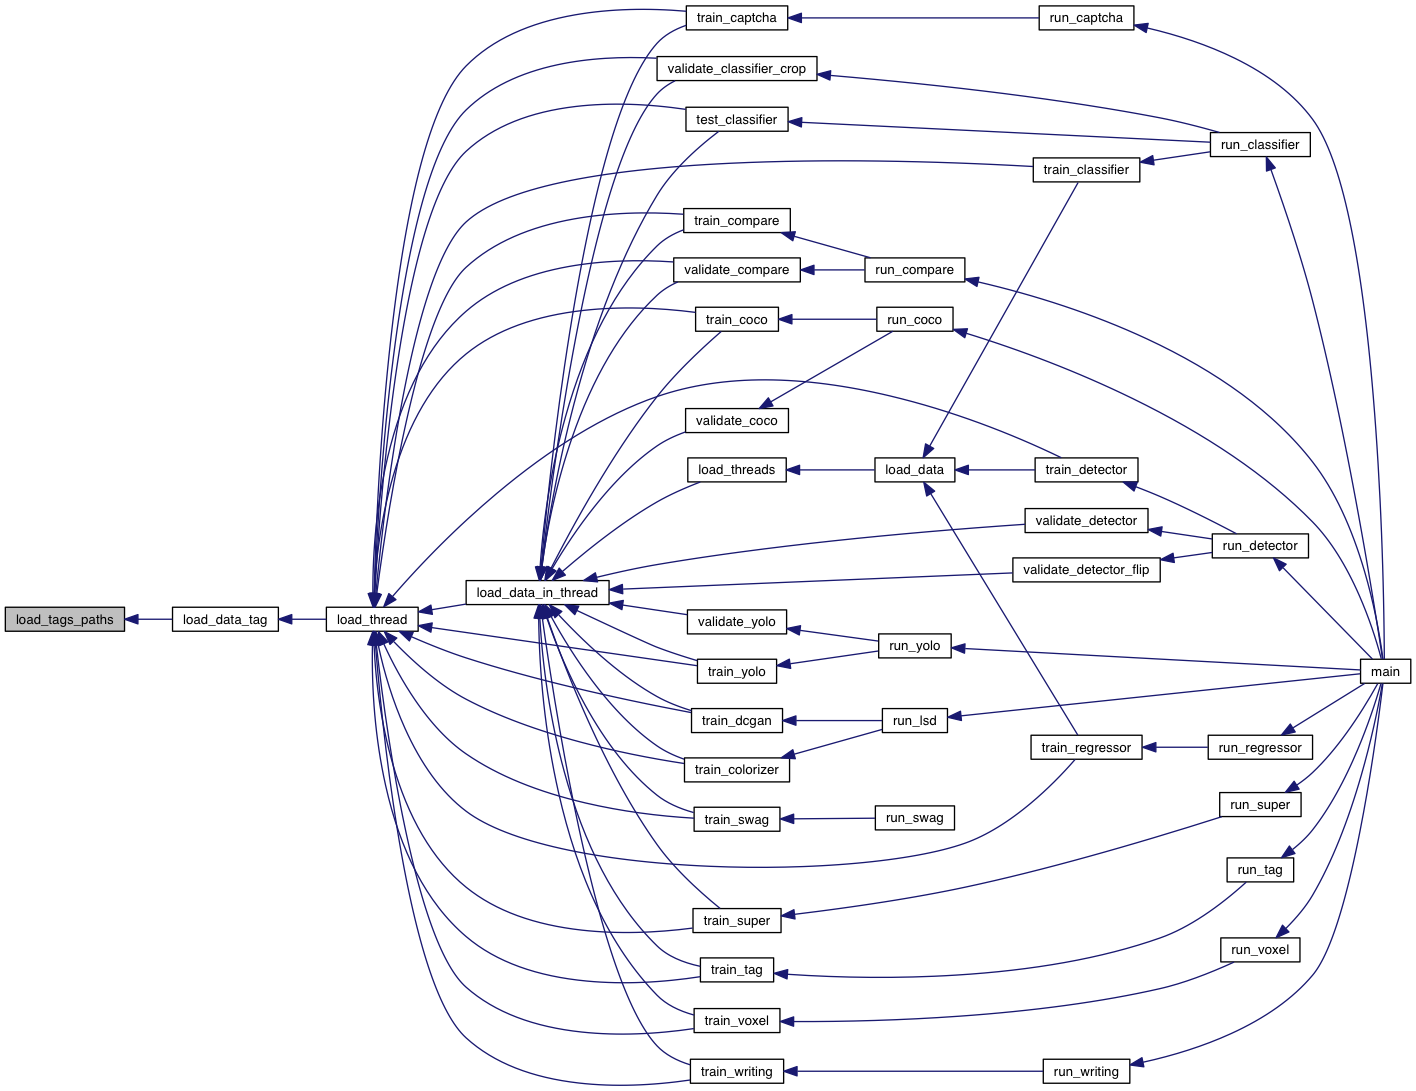 train_captcha
run_captcha
validate_classifier_crop
test_classifier
run_classifier
train_classifier
train_compare
validate_compare
run_compare
train_coco
run_coco
validate_coco
load_threads
load_data
train_detector
validate_detector
run_detector
validate_detector_flip
load_data_in_thread
load_tags_paths
load_data_tag
load_thread
validate_yolo
run_yolo
train_yolo
main
train_dcgan
run_lsd
train_regressor
run_regressor
train_colorizer
run_super
train_swag
run_swag
run_tag
train_super
run_voxel
train_tag
train_voxel
train_writing
run_writing